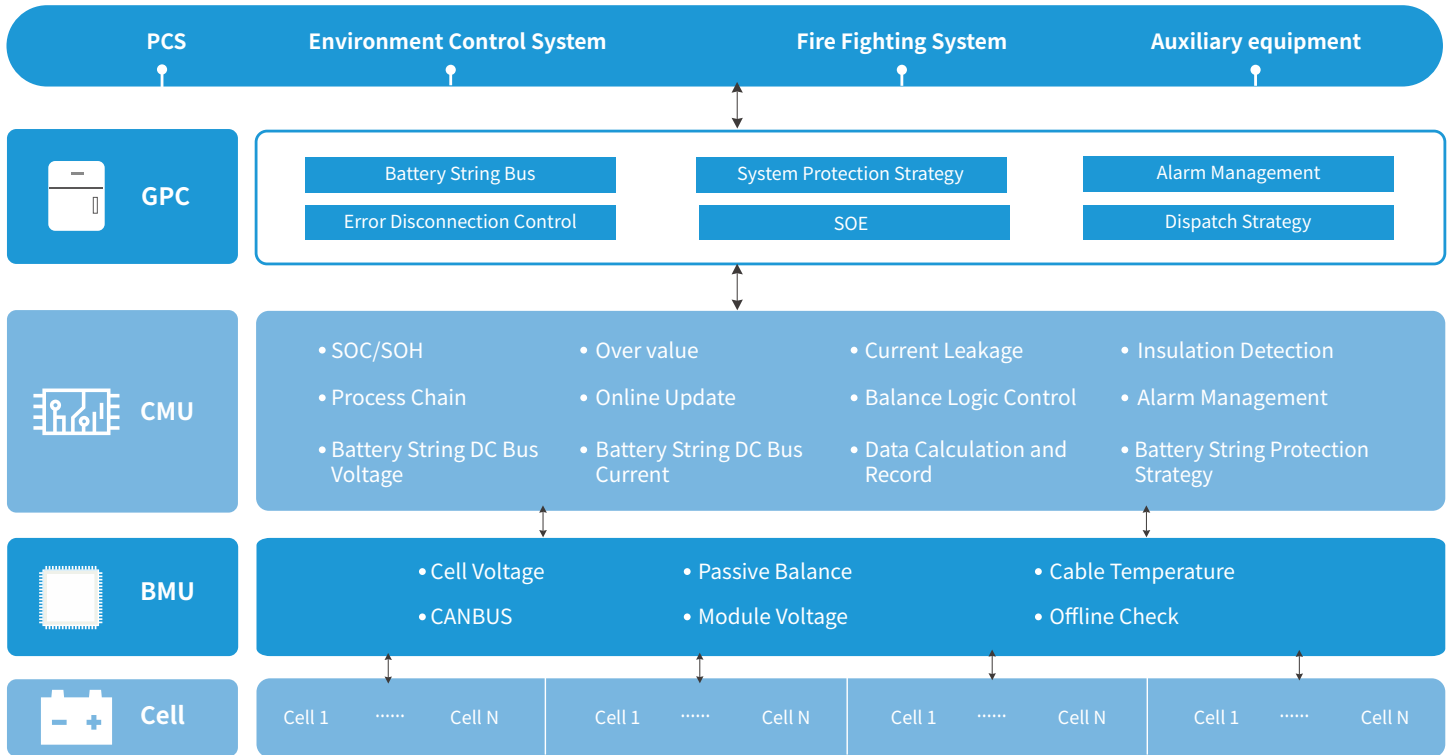 PCS
Environment Control System
Fire Fighting System
Auxiliary equipment
GPC
Battery String Bus
System Protection Strategy
Alarm Management
Error Disconnection Control
SOE
Dispatch Strategy
CMU
• SOC/SOH
• Over value
• Current Leakage
• Insulation Detection
• Process Chain
• Online Update
• Balance Logic Control
• Alarm Management
• Battery String DC Bus
Voltage
• Battery String DC Bus
Current
• Data Calculation and
Record
• Battery String Protection
Strategy
BMU
• Cell Voltage
• Passive Balance
• Cable Temperature
• CANBUS
• Module Voltage
• Offline Check
Cell
Cell 1 ...... Cell N
Cell 1 ...... Cell N
Cell 1 ...... Cell N
Cell 1 ...... Cell N